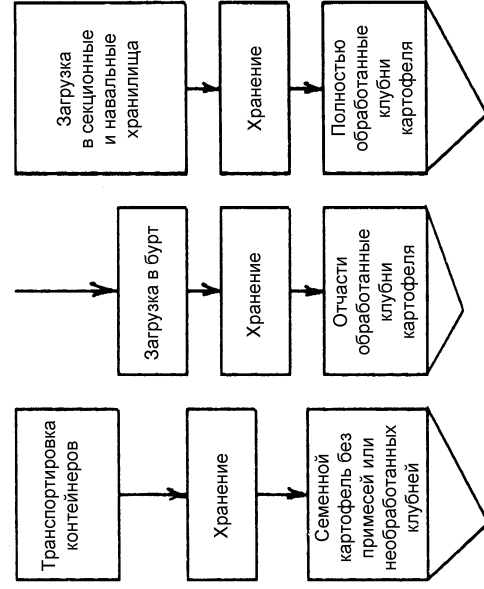 Транспортировка
контейнеров
Хранение
Семенной
картофель без
примесей или
необработанных
клубней
Загрузка в бурт
Хранение
Отчасти
обработанные
клубни
картофеля
Загрузка
в секционные
и навальные
хранилища
Хранение
Полностью
обработанные
клубни
картофеля